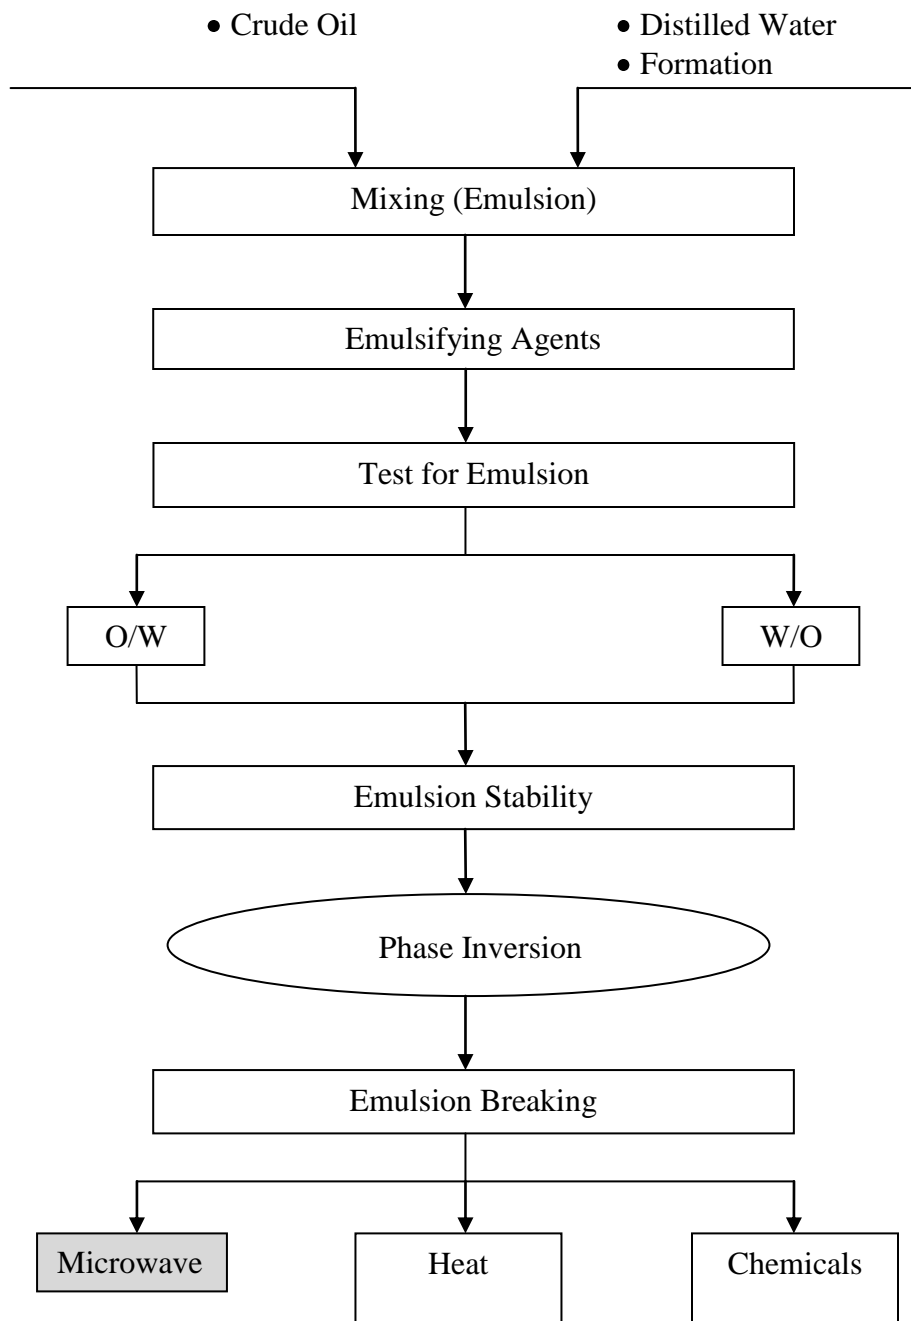 • Crude Oil
• Distilled Water
• Formation
Mixing (Emulsion)
Emulsifying Agents
Test for Emulsion
O/W
W/O
Emulsion Stability
Phase Inversion
Emulsion Breaking
Microwave
Heat
Chemicals